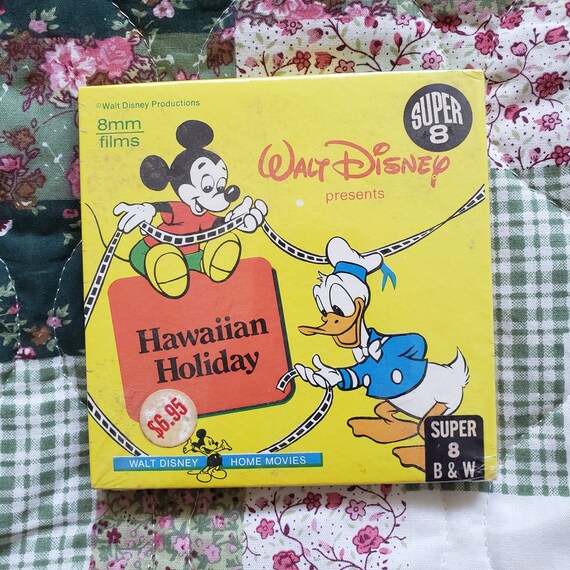 ©Walt Disney Productions
8mm
films
SUPER
8
WALT DISNEY
presents
Hawaiian
Holiday
$6.95
WALT DISNEY HOME MOVIES
SUPER
8
B & W